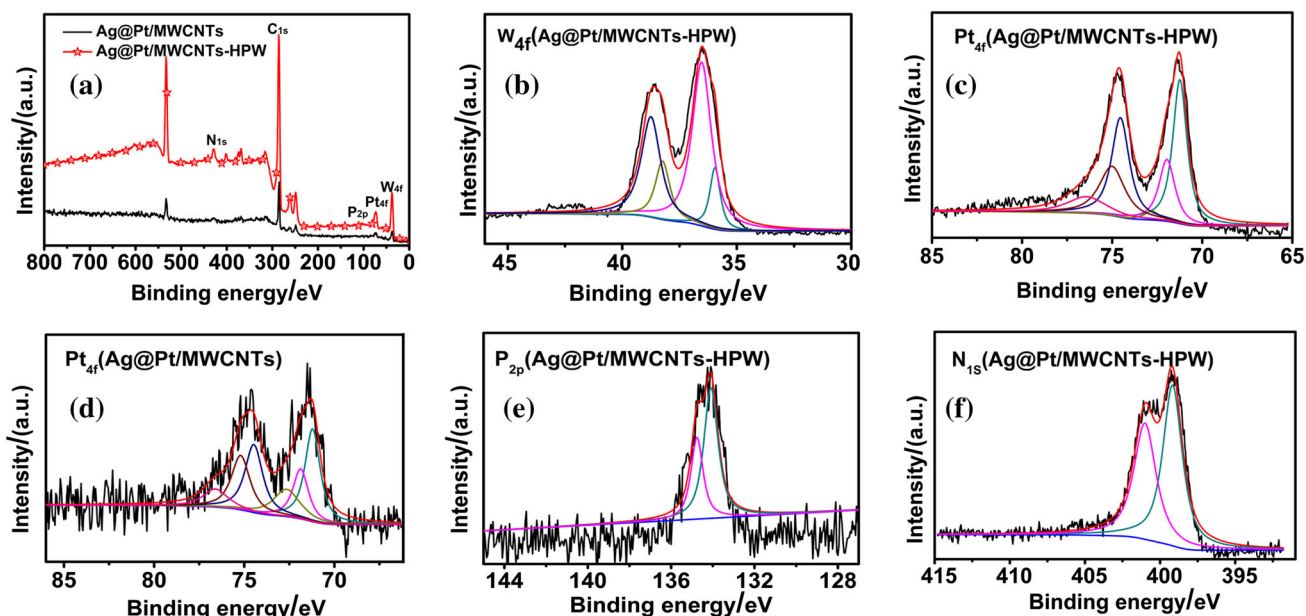 Ag@Pt/MWCNTs
Ag@Pt/MWCNTs-HPW
(a)
C1s
N1s
P2p
Pt4f
W4f
Intensity/(a.u.)
800 700 600 500 400 300 200 100 0
Binding energy/eV
W4f(Ag@Pt/MWCNTs-HPW)
(b)
Intensity/(a.u.)
45 40 35 30
Binding energy/eV
Pt4f(Ag@Pt/MWCNTs-HPW)
(c)
Intensity/(a.u.)
85 80 75 70 65
Binding energy/eV
Pt4f(Ag@Pt/MWCNTs)
(d)
Intensity/(a.u.)
85 80 75 70
Binding energy/eV
P2p(Ag@Pt/MWCNTs-HPW)
(e)
Intensity/(a.u.)
144 140 136 132 128
Binding energy/eV
N1S(Ag@Pt/MWCNTs-HPW)
(f)
Intensity/(a.u.)
415 410 405 400 395
Binding energy/eV